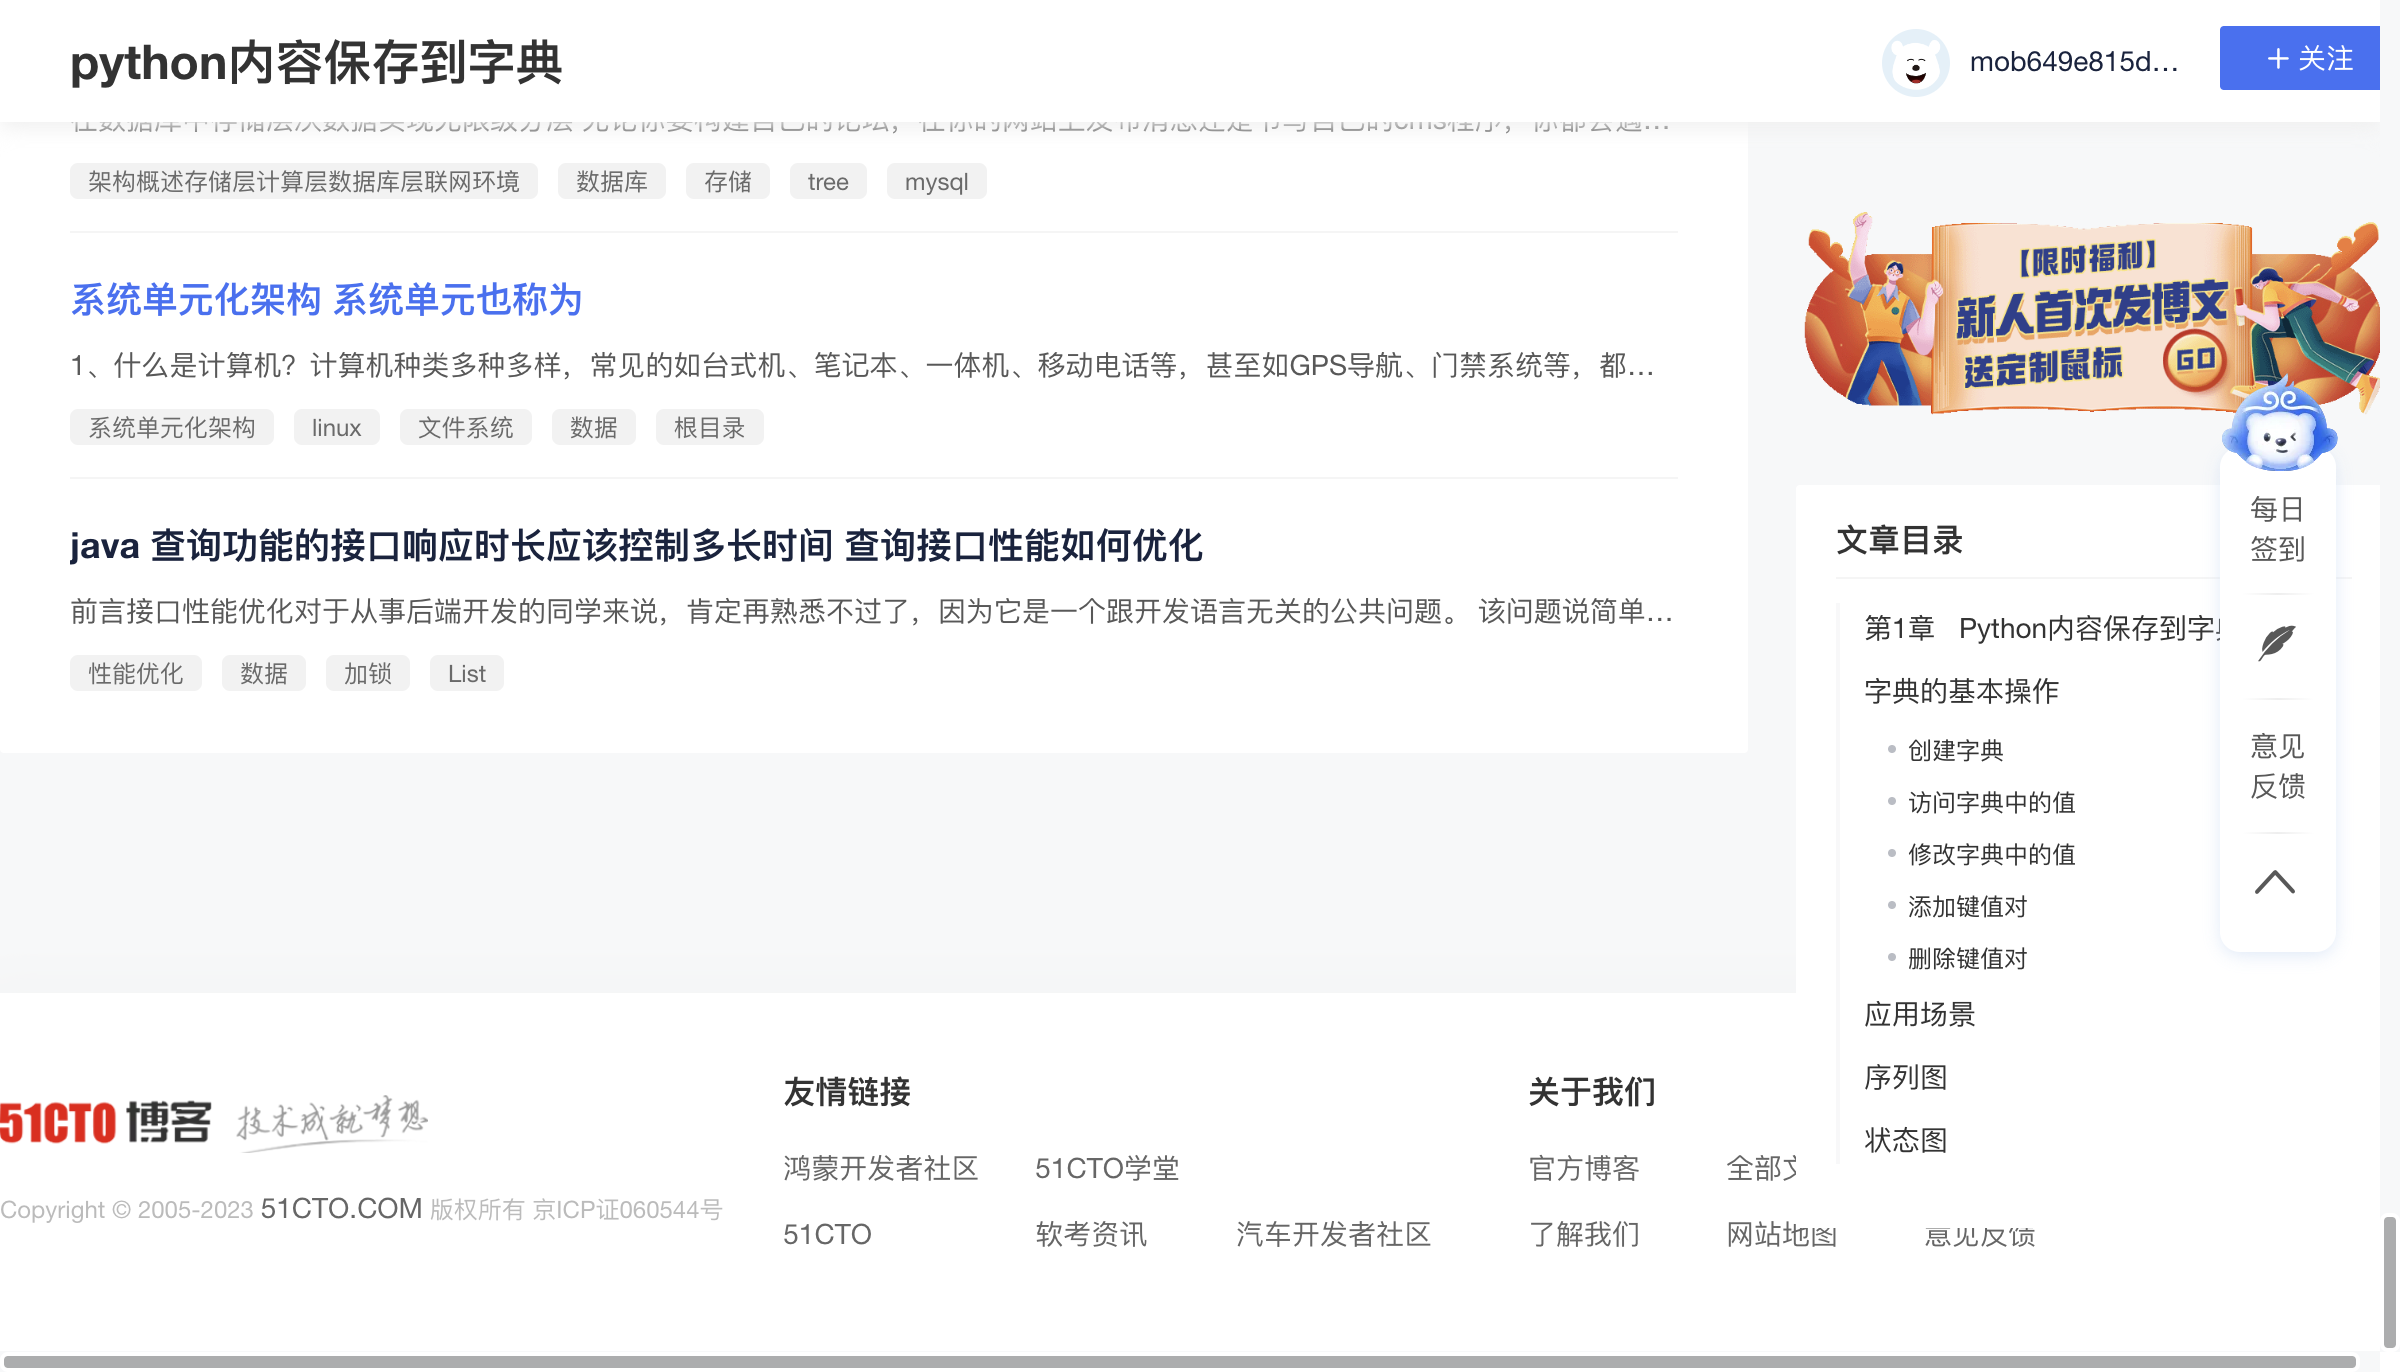 python内容保存到字典
mob649e815d...
+ 关注
架构概述存储层计算层数据库层联网环境 数据库 存储 tree mysql
系统单元化架构 系统单元也称为
1、什么是计算机？计算机种类多种多样，常见的如台式机、笔记本、一体机、移动电话等，甚至如GPS导航、门禁系统等，都...
系统单元化架构 linux 文件系统 数据 根目录
java 查询功能的接口响应时长应该控制多长时间 查询接口性能如何优化
前言接口性能优化对于从事后端开发的同学来说，肯定再熟悉不过了，因为它是一个跟开发语言无关的公共问题。 该问题说简单...
性能优化 数据 加锁 List
【限时福利】
新人首次发博文
送定制鼠标 GO
文章目录
第1章 Python内容保存到字
字典的基本操作
创建字典
访问字典中的值
修改字典中的值
添加键值对
删除键值对
应用场景
序列图
状态图
每日
签到
意见
反馈
51CTO 博客 技术成就梦想
Copyright © 2005-2023 51CTO.COM 版权所有 京ICP证060544号
友情链接
鸿蒙开发者社区 51CTO学堂
51CTO 软考资讯 汽车开发者社区
关于我们
官方博客 全部文
了解我们 网站地图 意见反馈